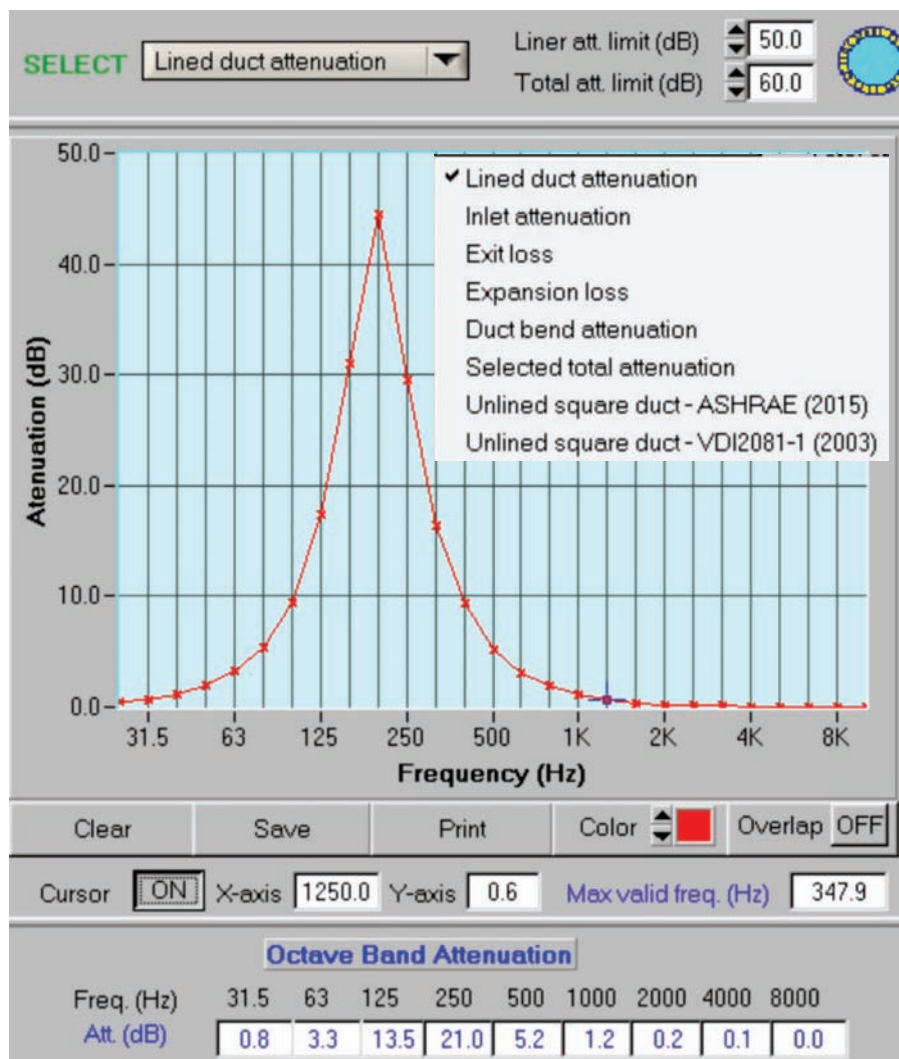 SELECT Lined duct attenuation Liner att. limit (dB) 50.0
Total att. limit (dB) 60.0
50.0
40.0
30.0
20.0
10.0
0.0
Atenuation (dB)
✔ Lined duct attenuation
Inlet attenuation
Exit loss
Expansion loss
Duct bend attenuation
Selected total attenuation
Unlined square duct - ASHRAE (2015)
Unlined square duct - VDI2081-1 (2003)
31.5 63 125 250 500 1K 2K 4K 8K
Frequency (Hz)
Clear Save Print Color Overlap OFF
Cursor ON X-axis 1250.0 Y-axis 0.6 Max valid freq. (Hz) 347.9
Octave Band Attenuation
Freq. (Hz) 31.5 63 125 250 500 1000 2000 4000 8000
Att. (dB) 0.8 3.3 13.5 21.0 5.2 1.2 0.2 0.1 0.0